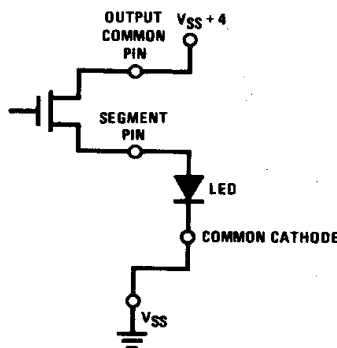 OUTPUT
COMMON
PIN
VSS + 4
SEGMENT
PIN
LED
COMMON CATHODE
VSS